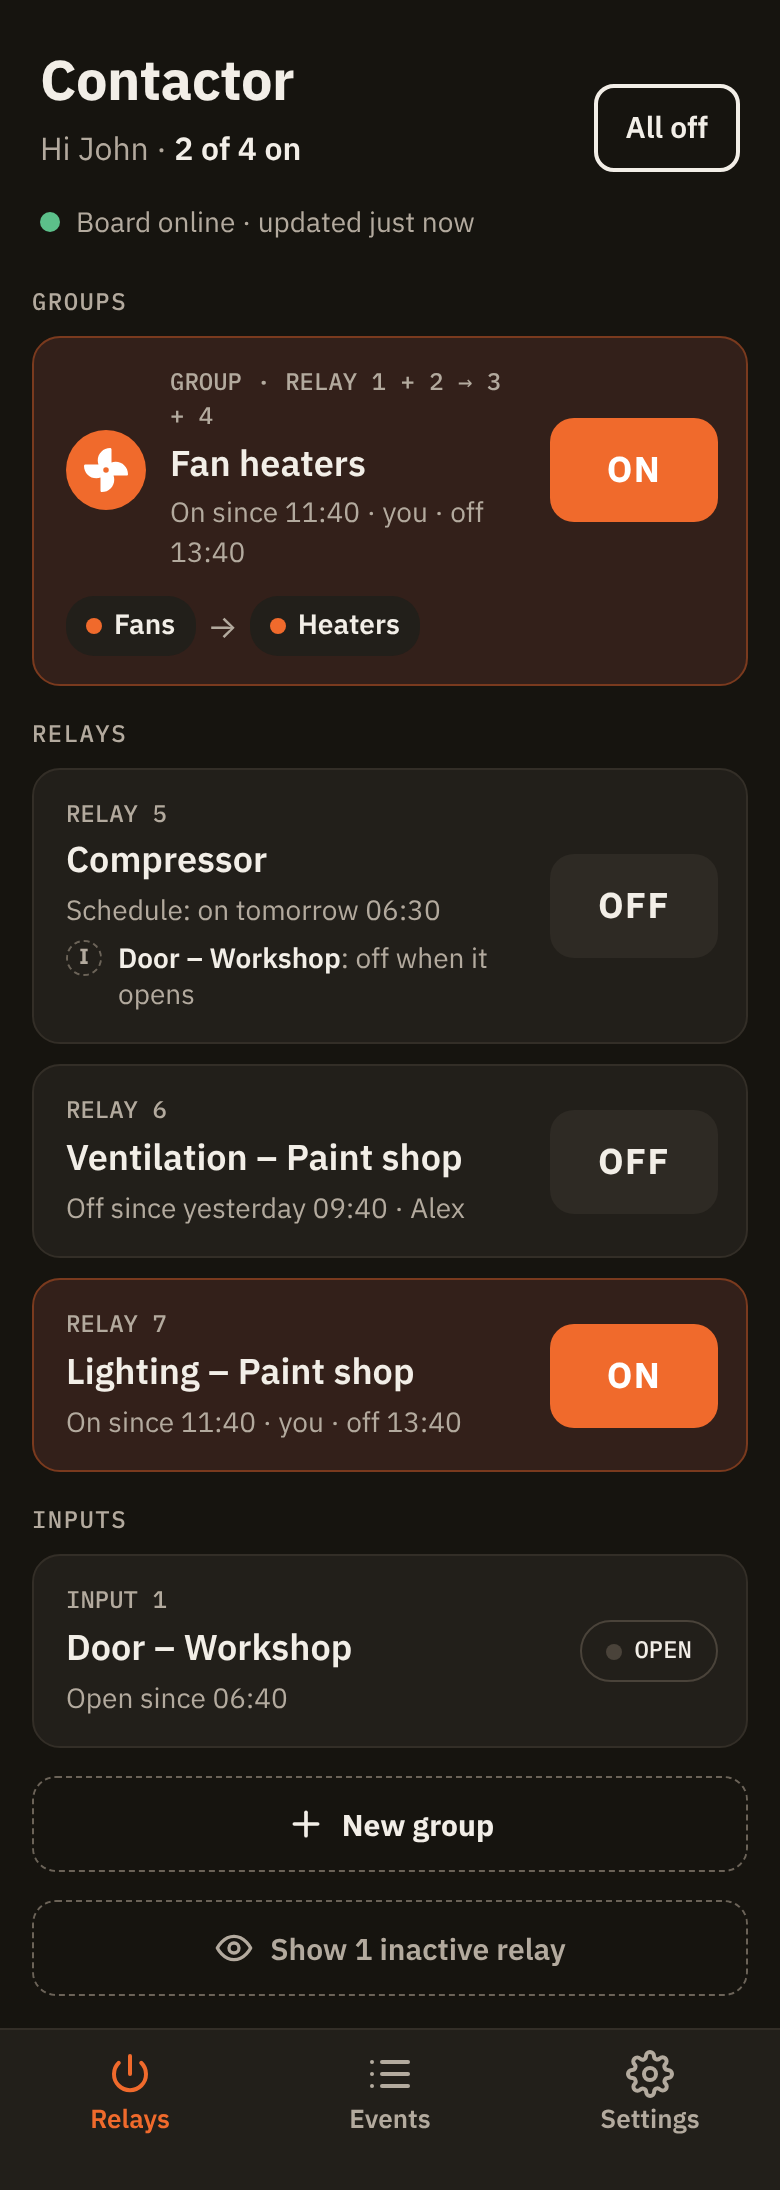 Contactor
Hi John · 2 of 4 on
All off
Board online · updated just now
GROUPS
GROUP · RELAY 1 + 2 → 3
+ 4
Fan heaters
On since 11:40 · you · off
13:40
ON
Fans → Heaters
RELAYS
RELAY 5
Compressor
Schedule: on tomorrow 06:30
I Door – Workshop: off when it
opens
OFF
RELAY 6
Ventilation – Paint shop
Off since yesterday 09:40 · Alex
OFF
RELAY 7
Lighting – Paint shop
On since 11:40 · you · off 13:40
ON
INPUTS
INPUT 1
Door – Workshop
Open since 06:40
OPEN
+ New group
Show 1 inactive relay
Relays
Events
Settings